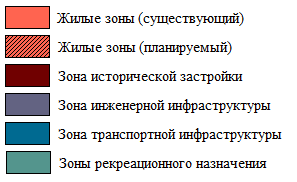 Жилые зоны (существующий)
Жилые зоны (планируемый)
Зона исторической застройки
Зона инженерной инфраструктуры
Зона транспортной инфраструктуры
Зоны рекреационного назначения